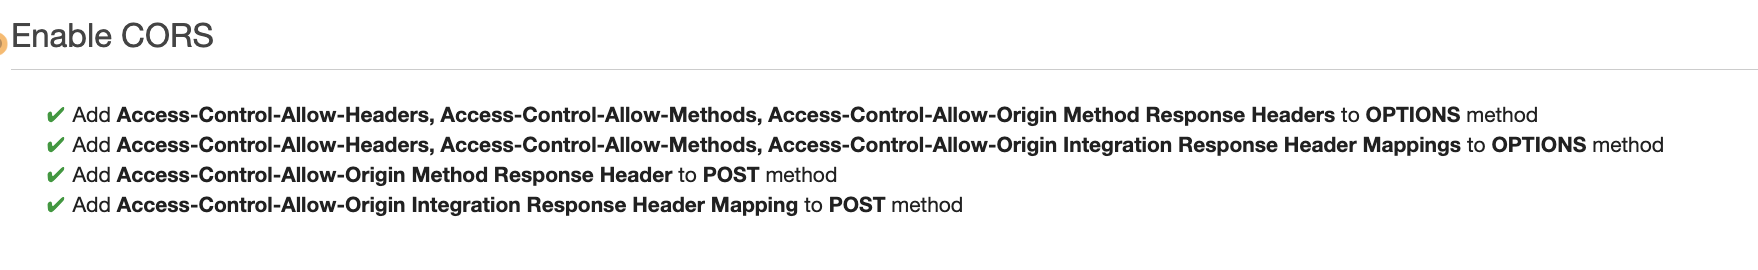 Enable CORS
✔ Add Access-Control-Allow-Headers, Access-Control-Allow-Methods, Access-Control-Allow-Origin Method Response Headers to OPTIONS method
✔ Add Access-Control-Allow-Headers, Access-Control-Allow-Methods, Access-Control-Allow-Origin Integration Response Header Mappings to OPTIONS method
✔ Add Access-Control-Allow-Origin Method Response Header to POST method
✔ Add Access-Control-Allow-Origin Integration Response Header Mapping to POST method